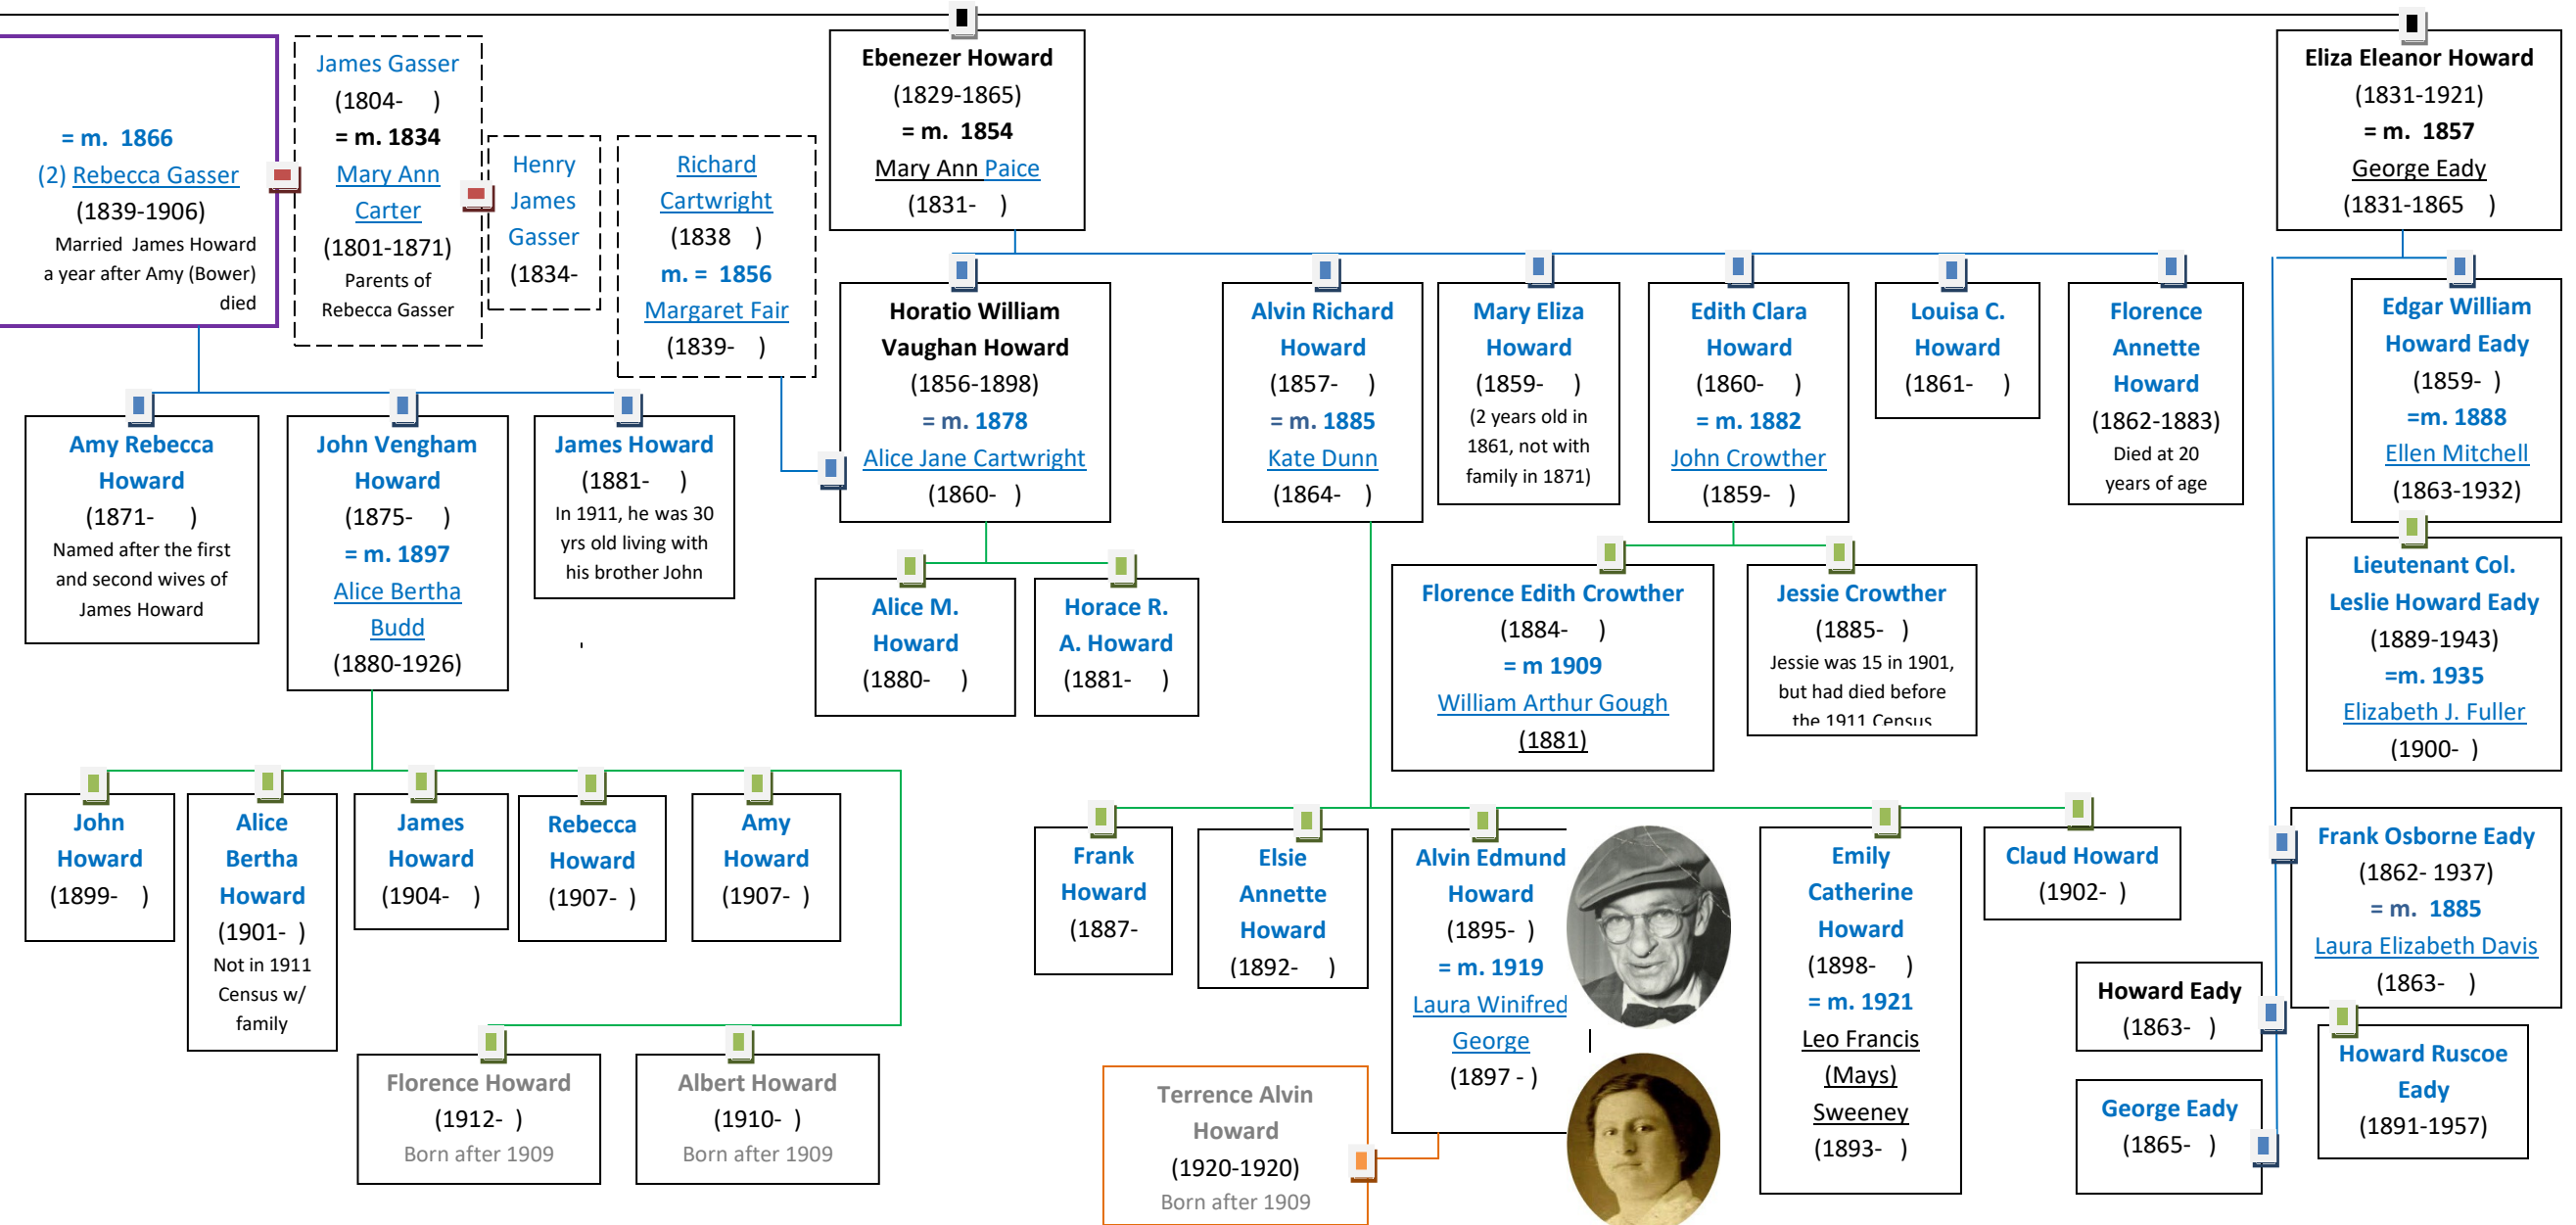 = m.  1866
(2) Rebecca Gasser
(1839-1906)
Married  James Howard
a year after Amy (Bower)
died
James Gasser
(1804-     )
= m. 1834
Mary Ann
Carter
(1801-1871)
Parents of
Rebecca Gasser
Henry
James
Gasser
(1834-
Richard
Cartwright
(1838   )
m. =  1856
Margaret Fair
(1839-    )
Ebenezer Howard
(1829-1865)
= m.  1854
Mary Ann Paice
(1831-    )
Eliza Eleanor Howard
(1831-1921)
= m.  1857
George Eady
(1831-1865    )
Amy Rebecca
Howard
(1871-      )
Named after the first
and second wives of
James Howard
John Vengham
Howard
(1875-     )
= m. 1897
Alice Bertha
Budd
(1880-1926)
James Howard
(1881-     )
In 1911, he was 30
yrs old living with
his brother John
Horatio William
Vaughan Howard
(1856-1898)
= m. 1878
Alice Jane Cartwright
(1860-   )
Alvin Richard
Howard
(1857-     )
= m. 1885
Kate Dunn
(1864-    )
Mary Eliza
Howard
(1859-     )
(2 years old in
1861, not with
family in 1871)
Edith Clara
Howard
(1860-     )
= m. 1882
John Crowther
(1859-    )
Louisa C.
Howard
(1861-      )
Florence
Annette
Howard
(1862-1883)
Died at 20
years of age
Edgar William
Howard Eady
(1859-  )
=m. 1888
Ellen Mitchell
(1863-1932)
Alice M.
Howard
(1880-     )
Horace R.
A. Howard
(1881-     )
Florence Edith Crowther
(1884-     )
= m 1909
William Arthur Gough
(1881)
Jessie Crowther
(1885-   )
Jessie was 15 in 1901,
but had died before
the 1911 Census
Lieutenant Col.
Leslie Howard Eady
(1889-1943)
=m. 1935
Elizabeth J. Fuller
(1900-  )
John
Howard
(1899-    )
Alice
Bertha
Howard
(1901-  )
Not in 1911
Census w/
family
James
Howard
(1904-    )
Rebecca
Howard
(1907-   )
Amy
Howard
(1907-   )
Florence Howard
(1912-   )
Born after 1909
Albert Howard
(1910-   )
Born after 1909
Frank
Howard
(1887-
Elsie
Annette
Howard
(1892-     )
Alvin Edmund
Howard
(1895-   )
= m. 1919
Laura Winifred
George
(1897 - )
Emily
Catherine
Howard
(1898-     )
= m. 1921
Leo Francis
(Mays)
Sweeney
(1893-   )
Claud Howard
(1902-   )
Terrence Alvin
Howard
(1920-1920)
Born after 1909
Frank Osborne Eady
(1862- 1937)
= m.  1885
Laura Elizabeth Davis
(1863-    )
Howard Eady
(1863-   )
George Eady
(1865-   )
Howard Ruscoe
Eady
(1891-1957)